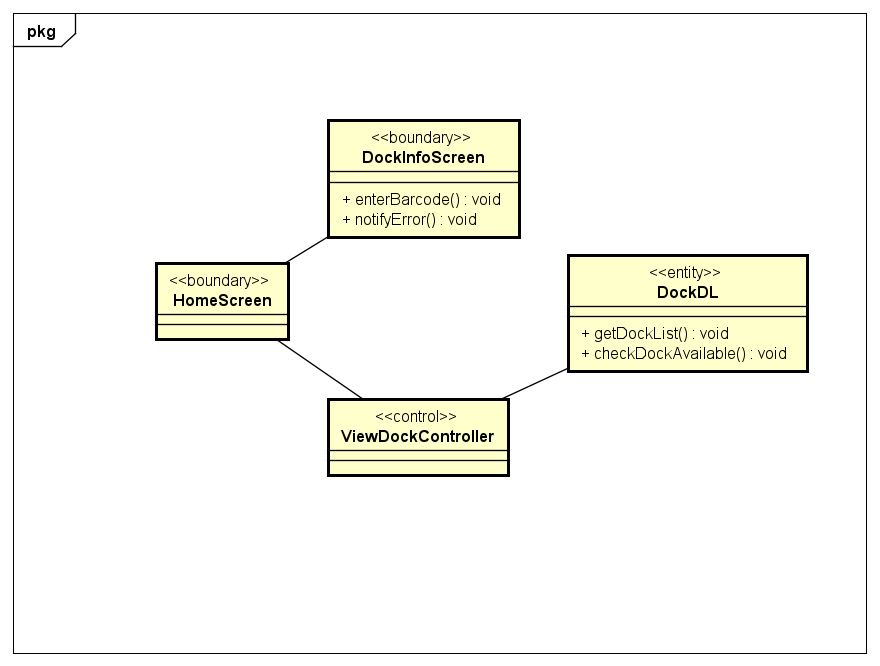 pkg
<<boundary>>
DockInfoScreen
+ enterBarcode() : void
+ notifyError() : void
<<boundary>>
HomeScreen
<<entity>>
DockDL
+ getDockList() : void
+ checkDockAvailable() : void
<<control>>
ViewDockController